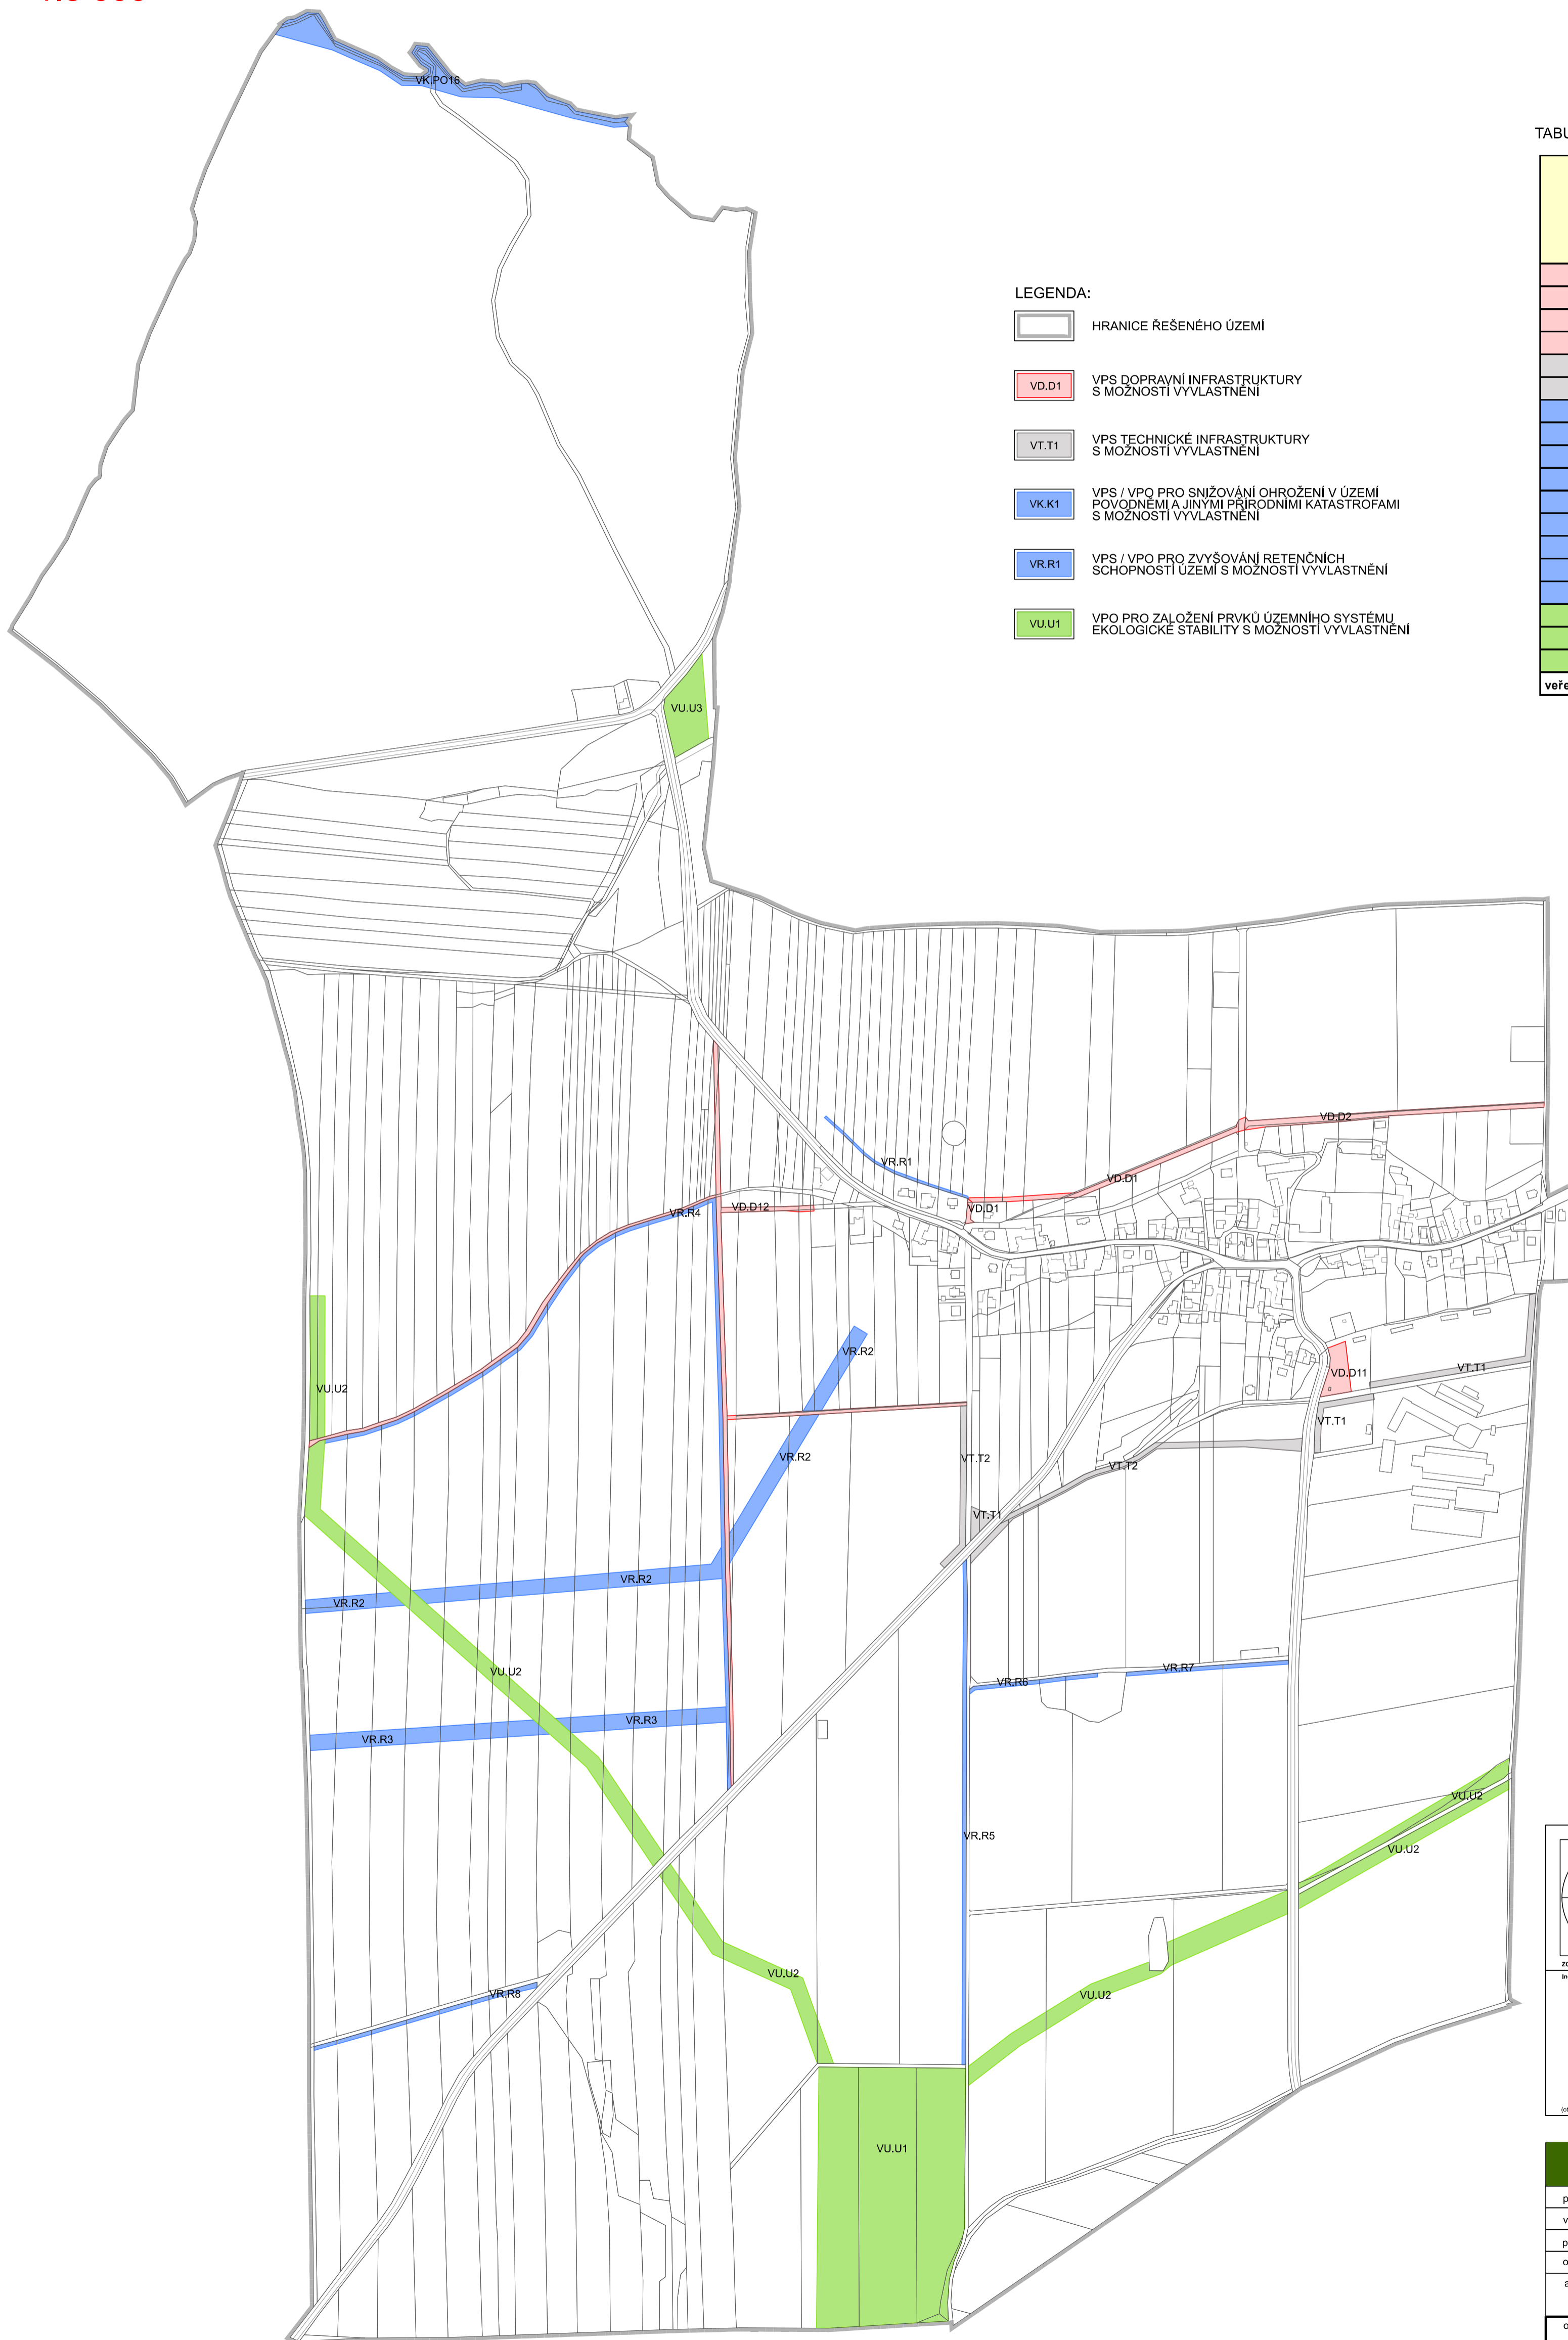 VK.PO16
TABU
LEGENDA:
HRANICE ŘEŠENÉHO ÚZEMÍ
VD.D1
VPS DOPRAVNÍ INFRASTRUKTURY
S MOŽNOSTÍ VYVLASTNĚNÍ
VT.T1
VPS TECHNICKÉ INFRASTRUKTURY
S MOŽNOSTÍ VYVLASTNĚNÍ
VK.K1
VPS / VPO PRO SNIŽOVÁNÍ OHROŽENÍ V ÚZEMÍ
POVODNĚMI A JINÝMI PŘÍRODNÍMI KATASTROFAMI
S MOŽNOSTÍ VYVLASTNĚNÍ
VR.R1
VPS / VPO PRO ZVYŠOVÁNÍ RETENČNÍCH
SCHOPNOSTÍ ÚZEMÍ S MOŽNOSTÍ VYVLASTNĚNÍ
VU.U1
VPO PRO ZALOŽENÍ PRVKŮ ÚZEMNÍHO SYSTÉMU
EKOLOGICKÉ STABILITY S MOŽNOSTÍ VYVLASTNĚNÍ
veře
VU.U3
VD.D2
VR.R1
VD.D1
VD.D12
VD.D1
VR.R4
VR.R2
VT.T1
VD.D11
VU.U2
VT.T1
VR.R2
VT.T2
VT.T2
VT.T1
VR.R2
VR.R2
VU.U2
VR.R6
VR.R7
VR.R3
VR.R3
VU.U2
VR.R5
VU.U2
VU.U2
VR.R8
VU.U2
VU.U1